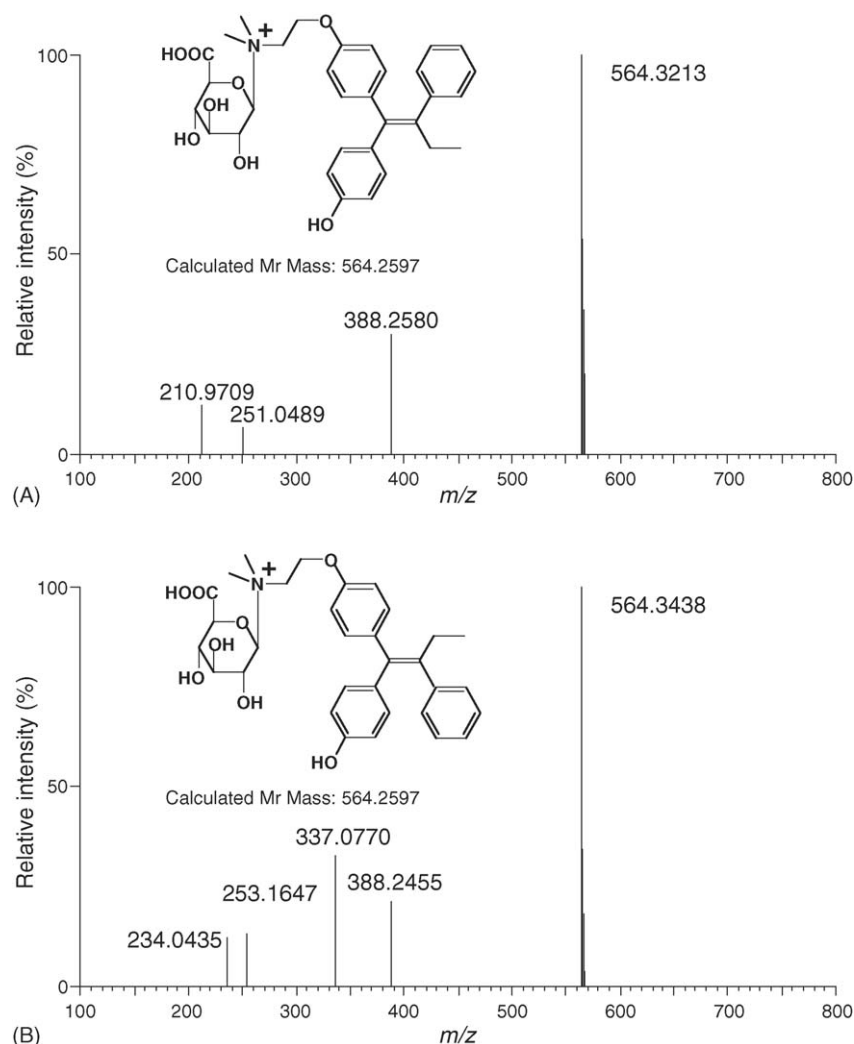 N
+
O
HOOC
O
OH
HO
OH
HO
Calculated Mr Mass: 564.2597
Relative intensity (%)
100
50
0
564.3213
388.2580
210.9709
251.0489
100 200 300 400 500 600 700 800
m/z
(A)
N
+
O
HOOC
O
OH
HO
OH
HO
Calculated Mr Mass: 564.2597
Relative intensity (%)
100
50
0
564.3438
337.0770
388.2455
253.1647
234.0435
100 200 300 400 500 600 700 800
m/z
(B)